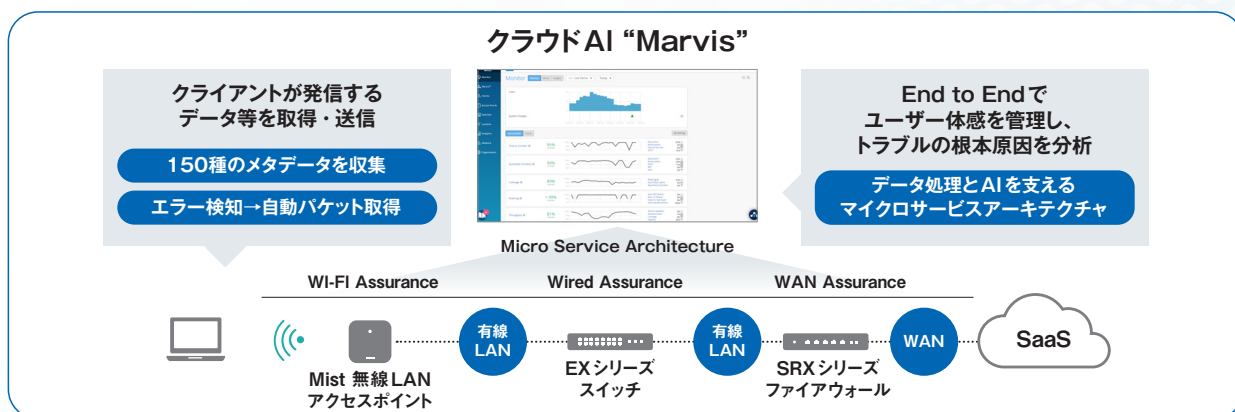 クラウドAI “Marvis”
クライアントが発信する
データ等を取得・送信
150種のメタデータを収集
エラー検知→自動パケット取得
Monitor
End to Endで
ユーザー体感を管理し、
トラブルの根本原因を分析
データ処理とAIを支える
マイクロサービスアーキテクチャ
Micro Service Architecture
WI-FI Assurance
Wired Assurance
WAN Assurance
有線
LAN
有線
LAN
WAN
SaaS
Mist 無線LAN
アクセスポイント
EXシリーズ
スイッチ
SRXシリーズ
ファイアウォール